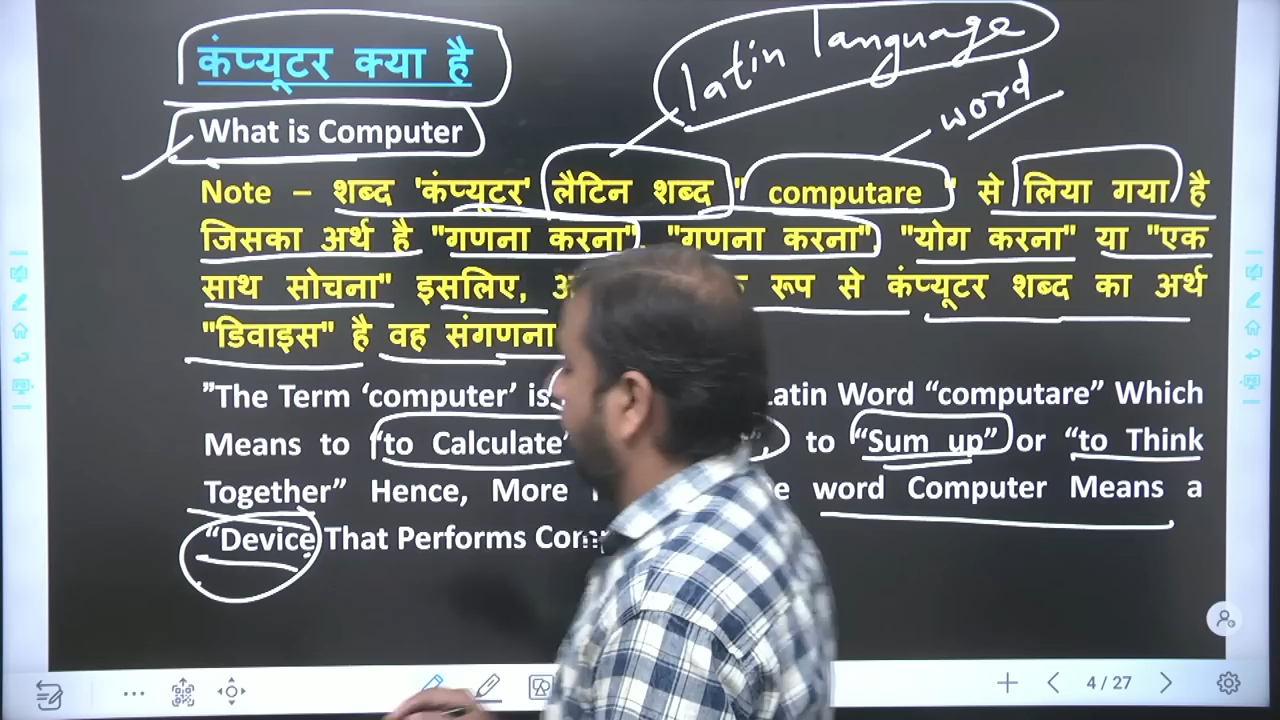 कंप्यूटर क्या है
latin language
word
What is Computer
Note – शब्द 'कंप्यूटर' लैटिन शब्द " computare " से लिया गया है
जिसका अर्थ है "गणना करना", "गणना करना", "योग करना" या "एक
साथ सोचना" इसलिए, रूप से कंप्यूटर शब्द का अर्थ
"डिवाइस" है वह संगणना
"The Term 'computer' is Latin Word "computare" Which
Means to "to Calculate" to "Sum up" or "to Think
Together" Hence, More word Computer Means a
"Device That Performs
4 / 27